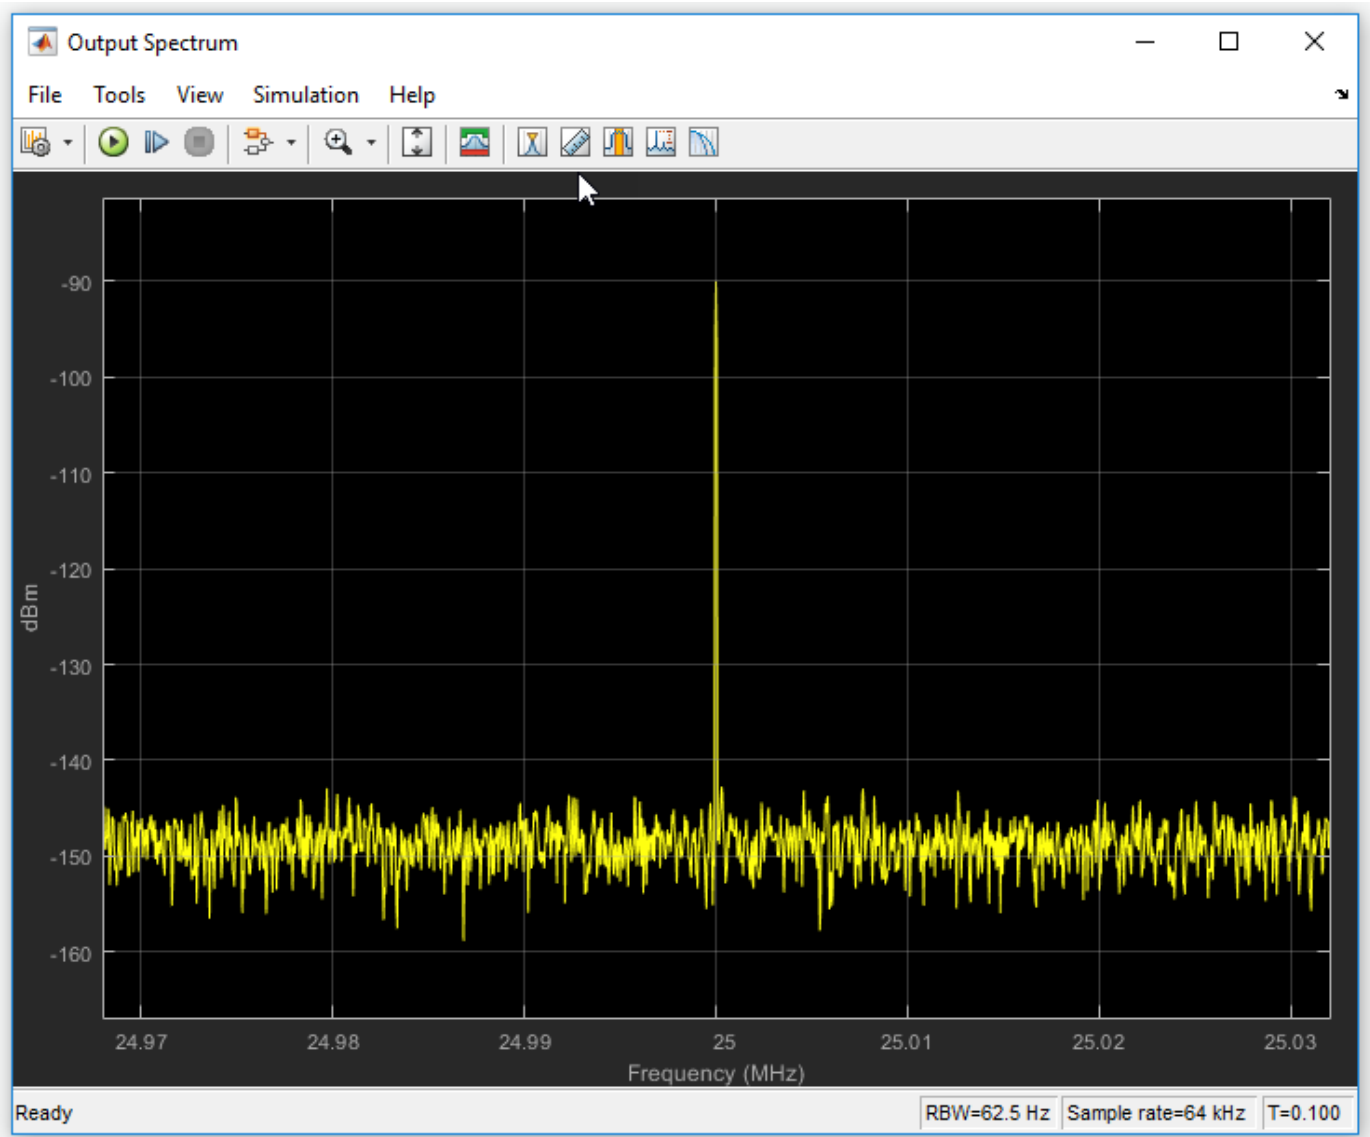 Output Spectrum
File Tools View Simulation Help
-90
-100
-110
-120
-130
-140
-150
-160
dBm
24.97 24.98 24.99 25 25.01 25.02 25.03
Frequency (MHz)
Ready RBW=62.5 Hz Sample rate=64 kHz T=0.100